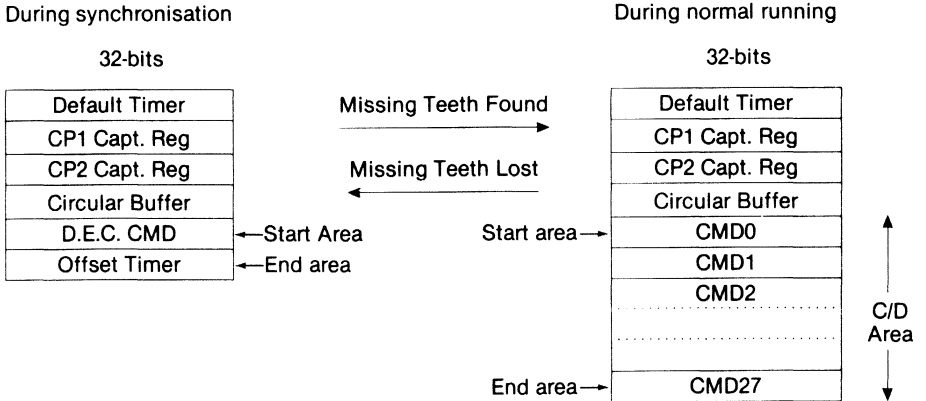 During synchronisation
32-bits
Default Timer
CP1 Capt. Reg
CP2 Capt. Reg
Circular Buffer
D.E.C. CMD
Offset Timer
Start Area
End area
Missing Teeth Found
Missing Teeth Lost
During normal running
32-bits
Default Timer
CP1 Capt. Reg
CP2 Capt. Reg
Circular Buffer
Start area
CMD0
CMD1
CMD2
End area
CMD27
C/D
Area